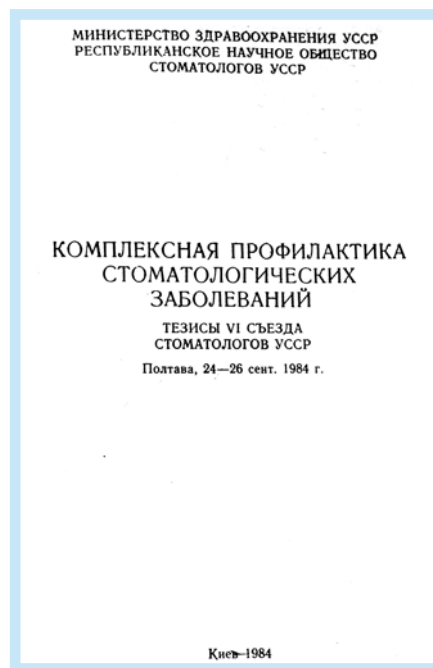 МИНИСТЕРСТВО ЗДРАВООХРАНЕНИЯ УССР
РЕСПУБЛИКАНСКОЕ НАУЧНОЕ ОБЩЕСТВО
СТОМАТОЛОГОВ УССР
КОМПЛЕКСНАЯ ПРОФИЛАКТИКА
СТОМАТОЛОГИЧЕСКИХ
ЗАБОЛЕВАНИЙ
ТЕЗИСЫ VI СЪЕЗДА
СТОМАТОЛОГОВ УССР
Полтава, 24—26 сент. 1984 г.
Киев—1984